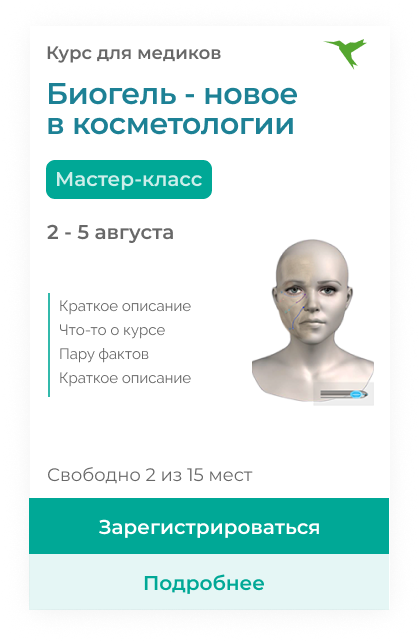 Курс для медиков
Биогель - новое
в косметологии
Мастер-класс
2 - 5 августа
Краткое описание
Что-то о курсе
Пару фактов
Краткое описание
Свободно 2 из 15 мест
Зарегистрироваться
Подробнее